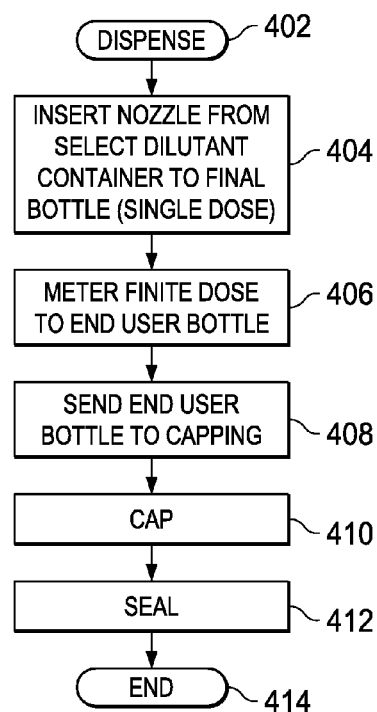 DISPENSE
402
INSERT NOZZLE FROM
SELECT DILUTANT
CONTAINER TO FINAL
BOTTLE (SINGLE DOSE)
404
METER FINITE DOSE
TO END USER BOTTLE
406
SEND END USER
BOTTLE TO CAPPING
408
CAP
410
SEAL
412
END
414